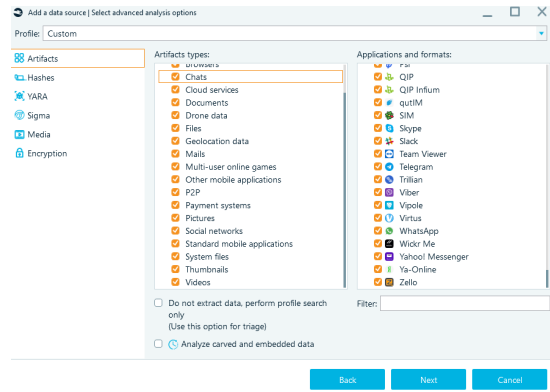 Add a data source | Select advanced analysis options
Profile: Custom
Artifacts
Hashes
YARA
Sigma
Media
Encryption
Artifacts types:
Browsers
Chats
Cloud services
Documents
Drone data
Files
Geolocation data
Mails
Multi-user online games
Other mobile applications
P2P
Payment systems
Pictures
Social networks
Standard mobile applications
System files
Thumbnails
Videos
Applications and formats:
Psi
QIP
QIP Infium
qutIM
SIM
Skype
Slack
Team Viewer
Telegram
Trillian
Viber
Vipole
Virtus
WhatsApp
Wickr Me
Yahoo! Messenger
Ya-Online
Zello
Do not extract data, perform profile search
only
(Use this option for triage)
Analyze carved and embedded data
Filter:
Back
Next
Cancel